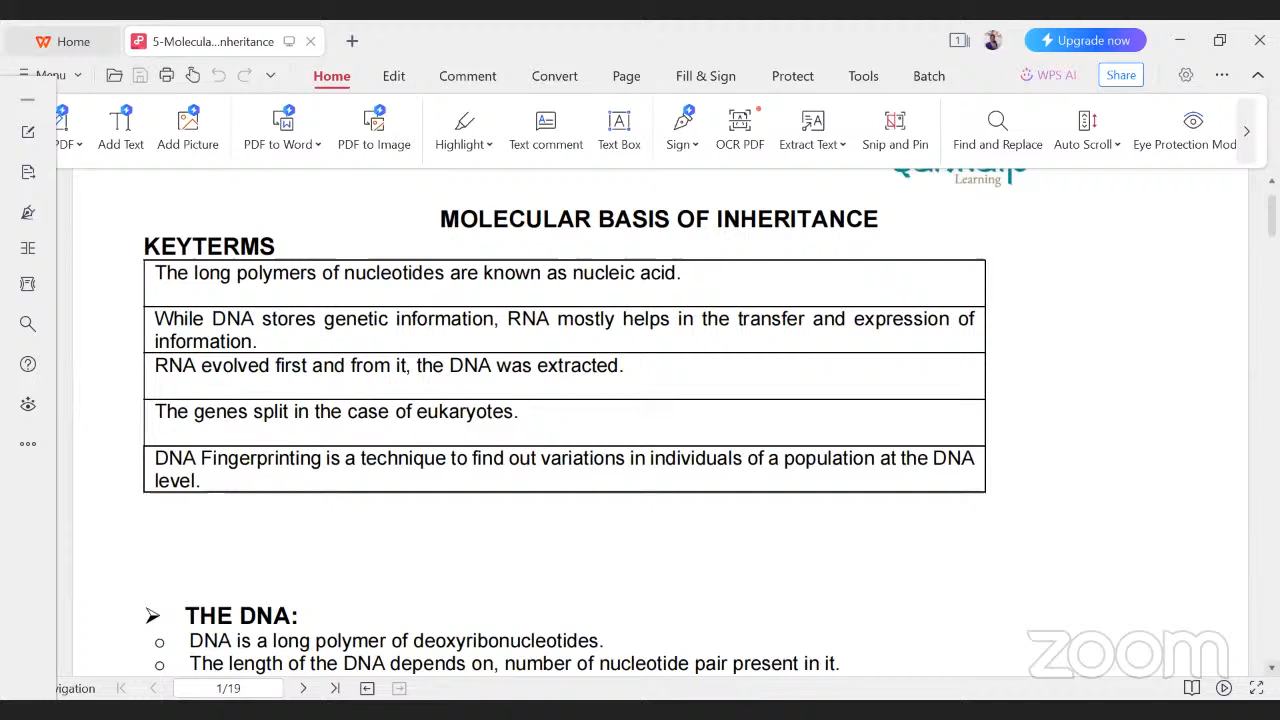 Home
5-Molecula...nheritance
1
Upgrade now
Menu
Home Edit Comment Convert Page Fill & Sign Protect Tools Batch
WPS AI
Share
PDF Add Text Add Picture PDF to Word PDF to Image Highlight Text comment Text Box Sign OCR PDF Extract Text Snip and Pin Find and Replace Auto Scroll Eye Protection Mod
Learning
MOLECULAR BASIS OF INHERITANCE
KEYTERMS
The long polymers of nucleotides are known as nucleic acid.
While DNA stores genetic information, RNA mostly helps in the transfer and expression of
information.
RNA evolved first and from it, the DNA was extracted.
The genes split in the case of eukaryotes.
DNA Fingerprinting is a technique to find out variations in individuals of a population at the DNA
level.
➢ THE DNA:
o DNA is a long polymer of deoxyribonucleotides.
o The length of the DNA depends on, number of nucleotide pair present in it.
zoom
vigation
1/19